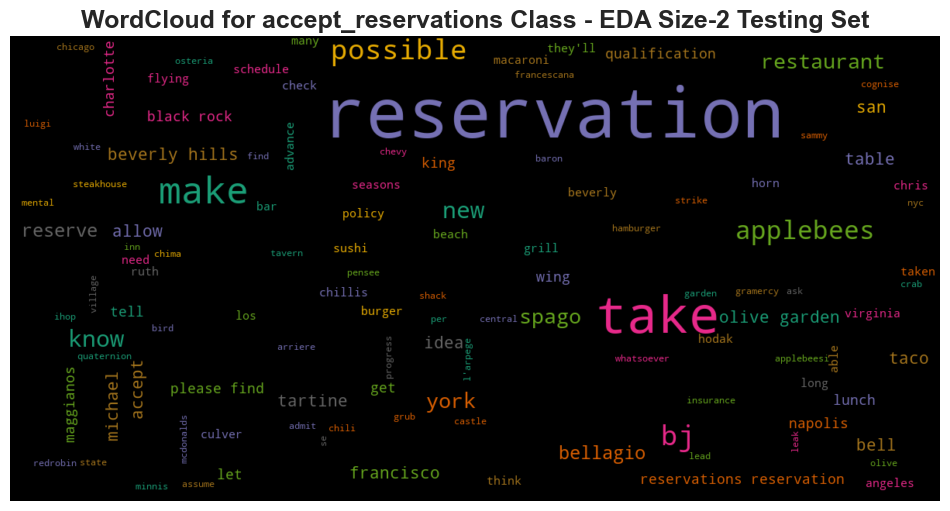 WordCloud for accept_reservations Class - EDA Size-2 Testing Set
chicago
charlotte
osteria
flying
schedule
many
check
possible
they'll
macaroni
francescana
qualification
restaurant
cognise
san
luigi
black rock
advance
reservation
sammy
white
beverly hills
find
chevy
king
baron
table
steakhouse
mental
make
seasons
beverly
horn
chris
nyc
strike
bar
policy
new
reserve
allow
inn
need
chima
tavern
sushi
beach
grill
hamburger
applebees
ruth
pensee
wing
taken
crab
village
chillis
shack
garden
gramercy
ask
ihop
tell
los
burger
per
central
spago
take
olive garden
virginia
know
bird
quaternion
arriere
progress
idea
l'arpege
hodak
whatsoever
applebeesi
able
taco
maggianos
michael
accept
please find
get
tartine
york
insurance
long
lunch
mcdonalds
culver
admit
se
chili
grub
castle
bj
napolis
leak
bell
redrobin
state
minnis
assume
let
francisco
think
bellagio
lead
reservations reservation
olive
angeles